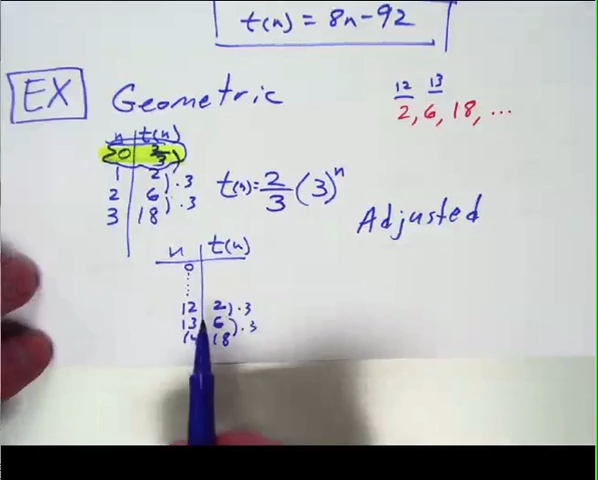 t(n) = 8n - 92
EX Geometric
12 13
2, 6, 18, ...
n t(n)
0 2/3
1 2 ) · 3
2 6 ) · 3
3 18
t(n) = 2/3 (3)^n
Adjusted
n t(n)
0
12 2 ) · 3
13 6 ) · 3
14 18